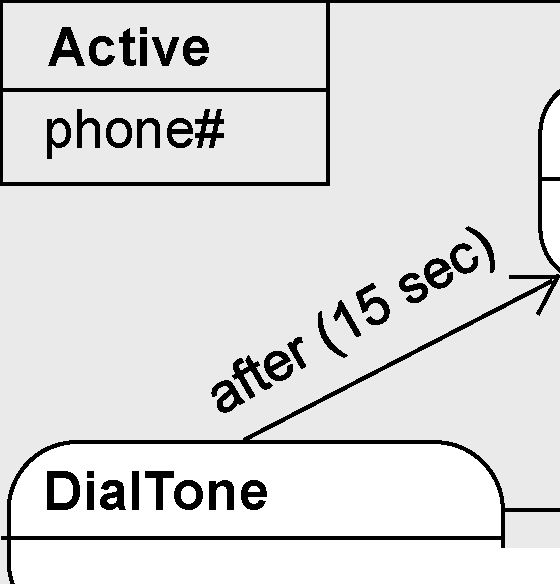 Active
phone#
after (15 sec)
DialTone